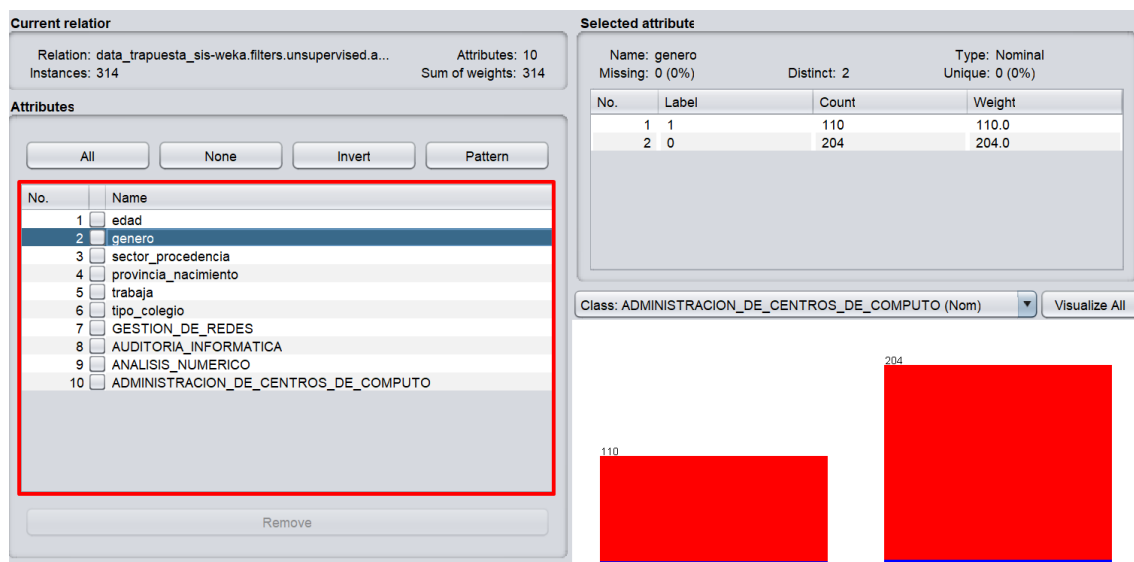 Current relation
Relation: data_trapuesta_sis-weka.filters.unsupervised.a... Attributes: 10
Instances: 314 Sum of weights: 314
Attributes
All None Invert Pattern
No. Name
1 edad
2 genero
3 sector_procedencia
4 provincia_nacimiento
5 trabaja
6 tipo_colegio
7 GESTION_DE_REDES
8 AUDITORIA_INFORMATICA
9 ANALISIS_NUMERICO
10 ADMINISTRACION_DE_CENTROS_DE_COMPUTO
Remove
Selected attribute
Name: genero Type: Nominal
Missing: 0 (0%) Distinct: 2 Unique: 0 (0%)
No. Label Count Weight
1 1 110 110.0
2 0 204 204.0
Class: ADMINISTRACION_DE_CENTROS_DE_COMPUTO (Nom) Visualize All
204
110